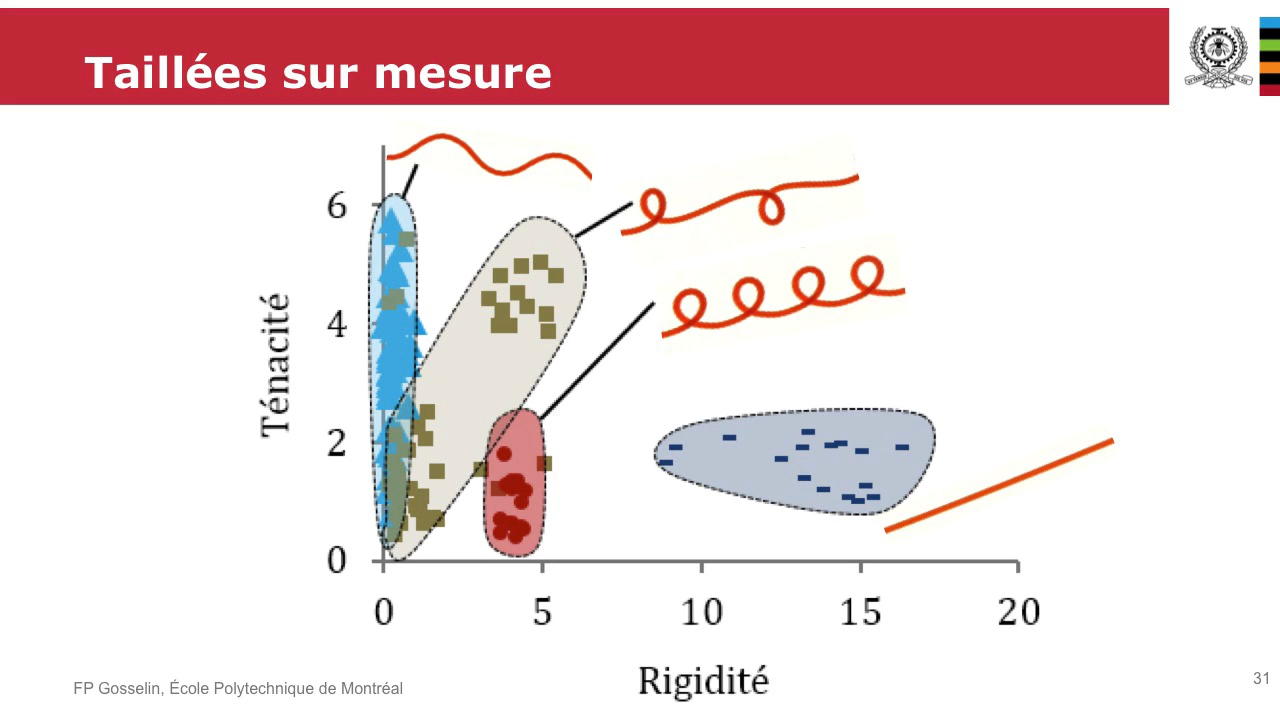 Taillées sur mesure
6
4
2
0
Ténacité
0 5 10 15 20
Rigidité
FP Gosselin, École Polytechnique de Montréal
31